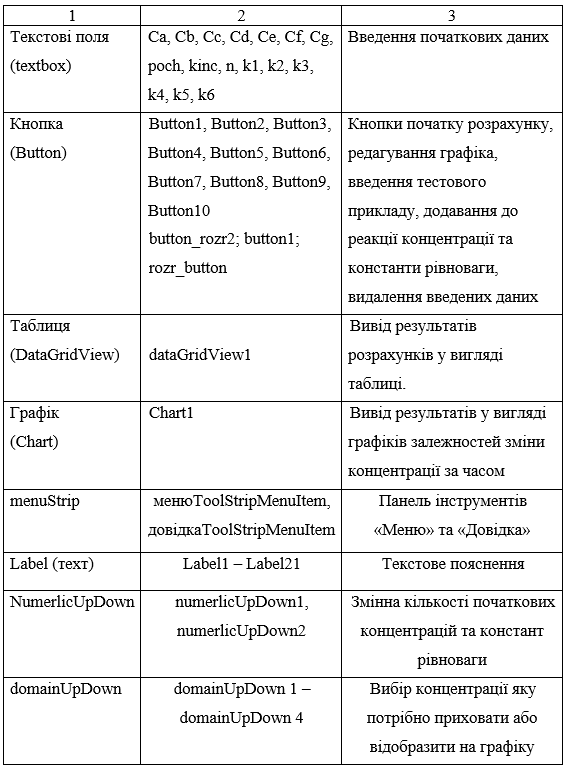 1 2 3
Текстові поля Ca, Cb, Cc, Cd, Ce, Cf, Cg, Введення початкових даних
(textbox) poch, kinc, n, k1, k2, k3,
k4, k5, k6
Кнопка Button1, Button2, Button3, Кнопки початку розрахунку,
(Button) Button4, Button5, Button6, редагування графіка,
Button7, Button8, Button9, введення тестового
Button10 прикладу, додавання до
button_rozr2; button1; реакції концентрації та
rozr_button константи рівноваги,
видалення введених даних
Таблиця Вивід результатів
(DataGridView) dataGridView1 розрахунків у вигляді
таблиці.
Графік Chart1 Вивід результатів у вигляді
(Chart) графіків залежностей зміни
концентрації за часом
menuStrip менюToolStripMenuItem, Панель інструментів
довідкаToolStripMenuItem «Меню» та «Довідка»
Label (текст) Label1 – Label21 Текстове пояснення
NumerlicUpDown numerlicUpDown1, Змінна кількості початкових
numerlicUpDown2 концентрацій та констант
рівноваги
domainUpDown domainUpDown 1 – Вибір концентрації яку
domainUpDown 4 потрібно приховати або
відобразити на графіку